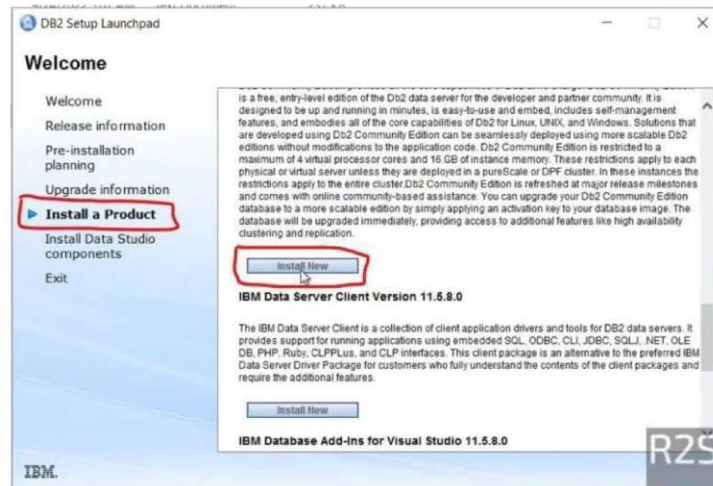 DB2 Setup Launchpad
Welcome
Welcome
Release information
Pre-installation
planning
Upgrade information
Install a Product
Install Data Studio
components
Exit
is a free, entry-level edition of the Db2 data server for the developer and partner community. It is
designed to be up and running in minutes, is easy-to-use and embed, includes self-management
features, and embodies all of the core capabilities of Db2 for Linux, UNIX, and Windows. Solutions that
are developed using Db2 Community Edition can be seamlessly deployed using more scalable Db2
editions without modifications to the application code. Db2 Community Edition is restricted to a
maximum of 4 virtual processor cores and 16 GB of instance memory. These restrictions apply to each
physical or virtual server unless they are deployed in a pureScale or DPF cluster. In these instances the
restrictions apply to the entire cluster.Db2 Community Edition is refreshed at major release milestones
and comes with online community-based assistance. You can upgrade your Db2 Community Edition
database to a more scalable edition by simply applying an activation key to your database image. The
database will be upgraded immediately, providing access to additional features like high availability
clustering and replication.
Install New
IBM Data Server Client Version 11.5.8.0
The IBM Data Server Client is a collection of client application drivers and tools for DB2 data servers. It
provides support for running applications using embedded SQL, ODBC, CLI, JDBC, SQLJ, .NET, OLE
DB, PHP, Ruby, CLPPLus, and CLP interfaces. This client package is an alternative to the preferred IBM
Data Server Driver Package for customers who fully understand the contents of the client packages and
require the additional features.
Install New
IBM Database Add-Ins for Visual Studio 11.5.8.0
R2S
IBM.